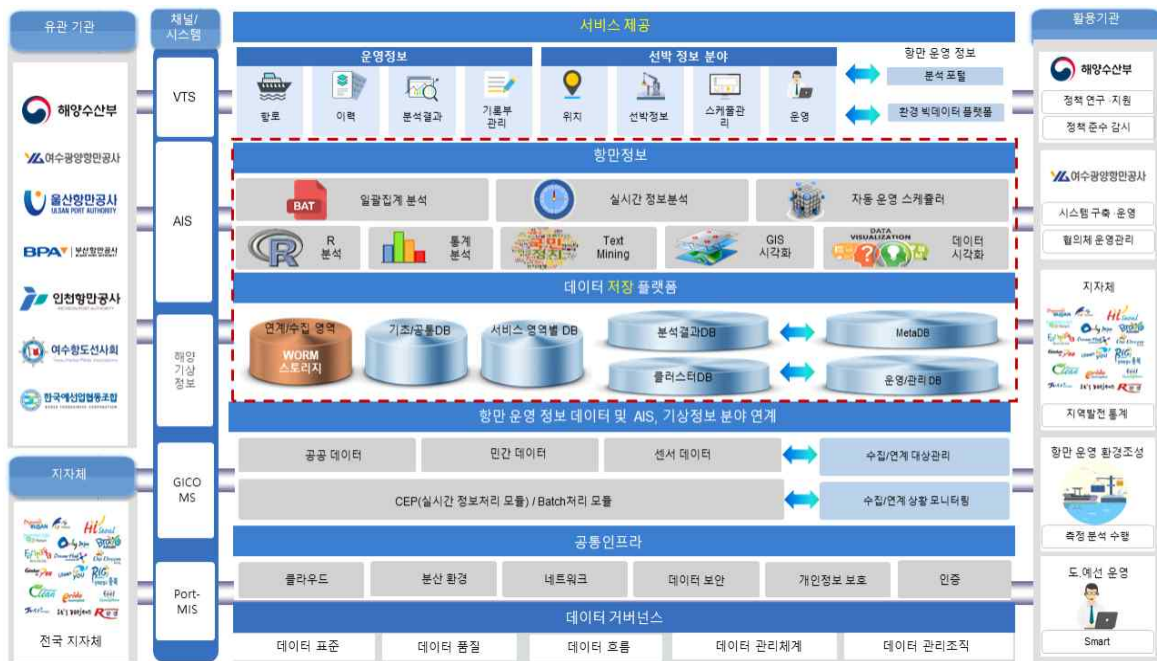 유관 기관
해양수산부
여수광양항만공사
울산항만공사
ULSAN PORT AUTHORITY
BPA 부산항만공사
인천항만공사
여수항도선사회
한국예선업협동조합
지자체
전국 지자체
채널/
시스템
VTS
AIS
해양
기상
정보
GICO
MS
Port-
MIS
서비스 제공
운영정보
항로
이력
분석결과
기록부
관리
선박 정보 분야
위치
선박정보
스케줄관
리
운영
항만 운영 정보
분석 포털
환경 빅데이터 플랫폼
항만정보
BAT
일괄집계 분석
실시간 정보분석
자동 운영 스케쥴러
R
R
분석
통계
분석
Text
Mining
GIS
시각화
DATA
VISUALIZATION
데이터
시각화
데이터 저장 플랫폼
연계/수집 영역
WORM
스토리지
기초/공통DB
서비스 영역별 DB
분석결과DB
MetaDB
클러스터DB
운영/관리 DB
항만 운영 정보 데이터 및 AIS, 기상정보 분야 연계
공공 데이터
민간 데이터
센서 데이터
수집/연계 대상관리
CEP(실시간 정보처리 모듈) / Batch처리 모듈
수집/연계 상황 모니터링
공통인프라
클라우드
분산 환경
네트워크
데이터 보안
개인정보 보호
인증
데이터 거버넌스
데이터 표준
데이터 품질
데이터 흐름
데이터 관리체계
데이터 관리조직
활용기관
해양수산부
정책 연구·지원
정책 준수 감시
여수광양항만공사
시스템 구축·운영
협의체 운영관리
지자체
지역발전 통계
항만 운영 환경조성
측정 분석 수행
도.예선 운영
Smart